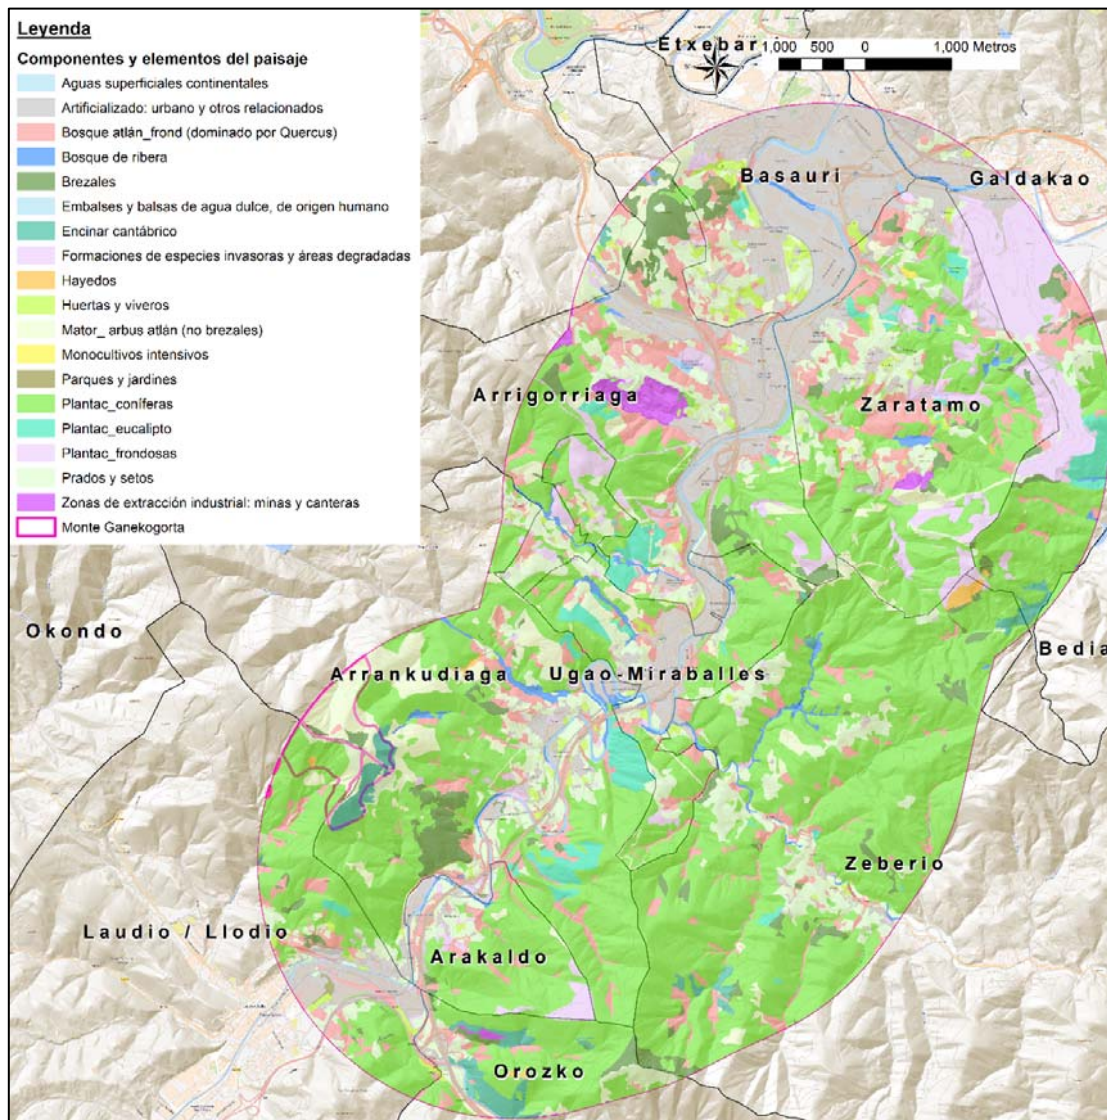 Leyenda
Componentes y elementos del paisaje
Aguas superficiales continentales
Artificializado: urbano y otros relacionados
Bosque atlán_frond (dominado por Quercus)
Bosque de ribera
Brezales
Embalses y balsas de agua dulce, de origen humano
Encinar cantábrico
Formaciones de especies invasoras y áreas degradadas
Hayedos
Huertas y viveros
Mator_ arbus atlán (no brezales)
Monocultivos intensivos
Parques y jardines
Plantac_coníferas
Plantac_eucalipto
Plantac_frondosas
Prados y setos
Zonas de extracción industrial: minas y canteras
Monte Ganekogorta
Etxebar
1,000 500 0 1,000 Metros
Basauri
Galdakao
Arrigorriaga
Zaratamo
Okondo
Bedia
Arrankudiaga
Ugao-Miraballes
Zeberio
Laudio / Llodio
Arakaldo
Orozko